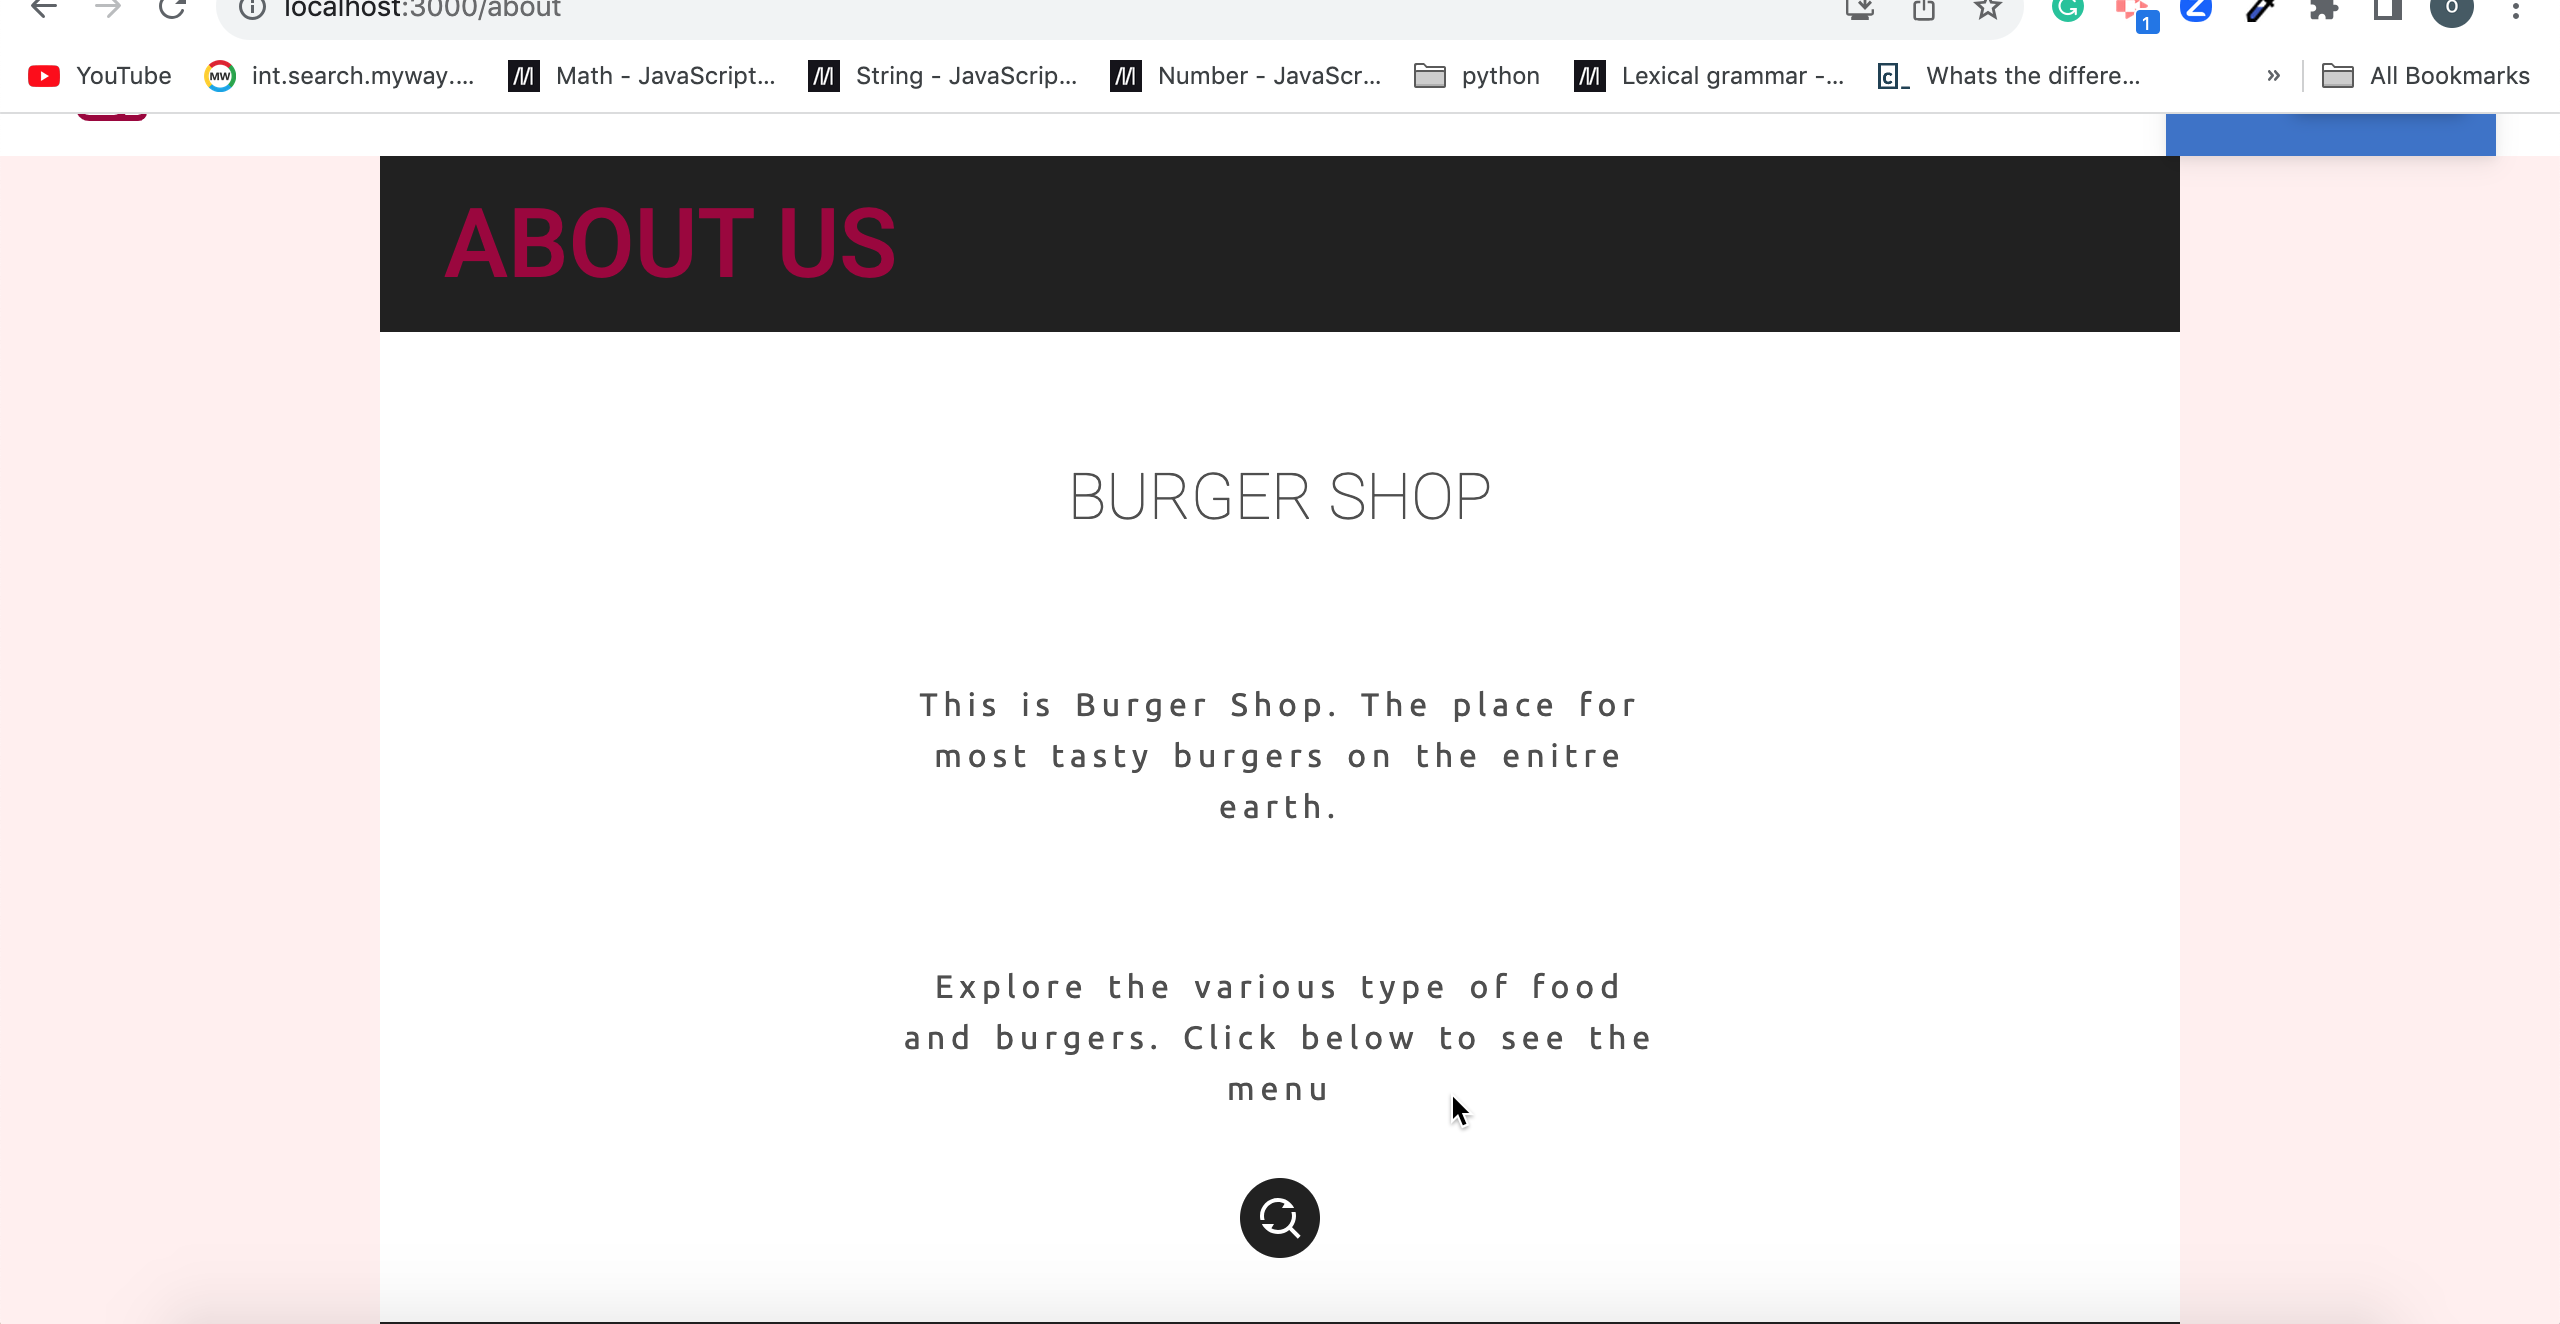 localhost:3000/about
1
o
YouTube
MW
int.search.myway....
Math - JavaScript...
String - JavaScrip...
Number - JavaScr...
python
Lexical grammar -...
Whats the differe...
»
All Bookmarks
ABOUT US
BURGER SHOP
This is Burger Shop. The place for
most tasty burgers on the enitre
earth.
Explore the various type of food
and burgers. Click below to see the
menu